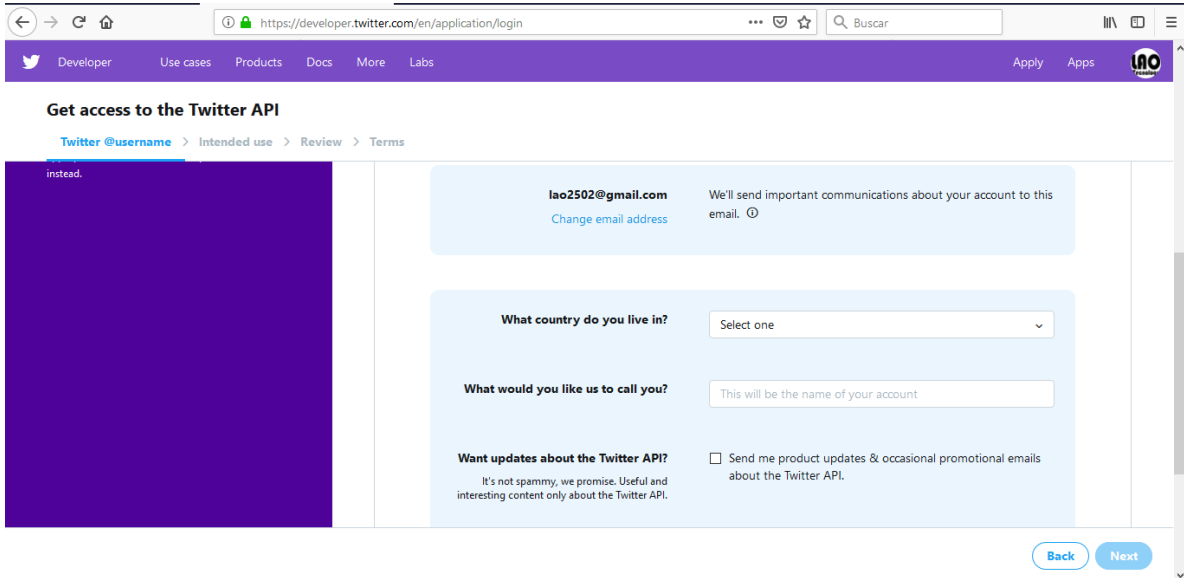 https://developer.twitter.com/en/application/login
Buscar
Developer Use cases Products Docs More Labs Apply Apps
LAO
Get access to the Twitter API
Twitter @username > Intended use > Review > Terms
instead.
lao2502@gmail.com
Change email address
We'll send important communications about your account to this
email.
What country do you live in?
Select one
What would you like us to call you?
This will be the name of your account
Want updates about the Twitter API?
It's not spammy, we promise. Useful and
interesting content only about the Twitter API.
Send me product updates & occasional promotional emails
about the Twitter API.
Back
Next